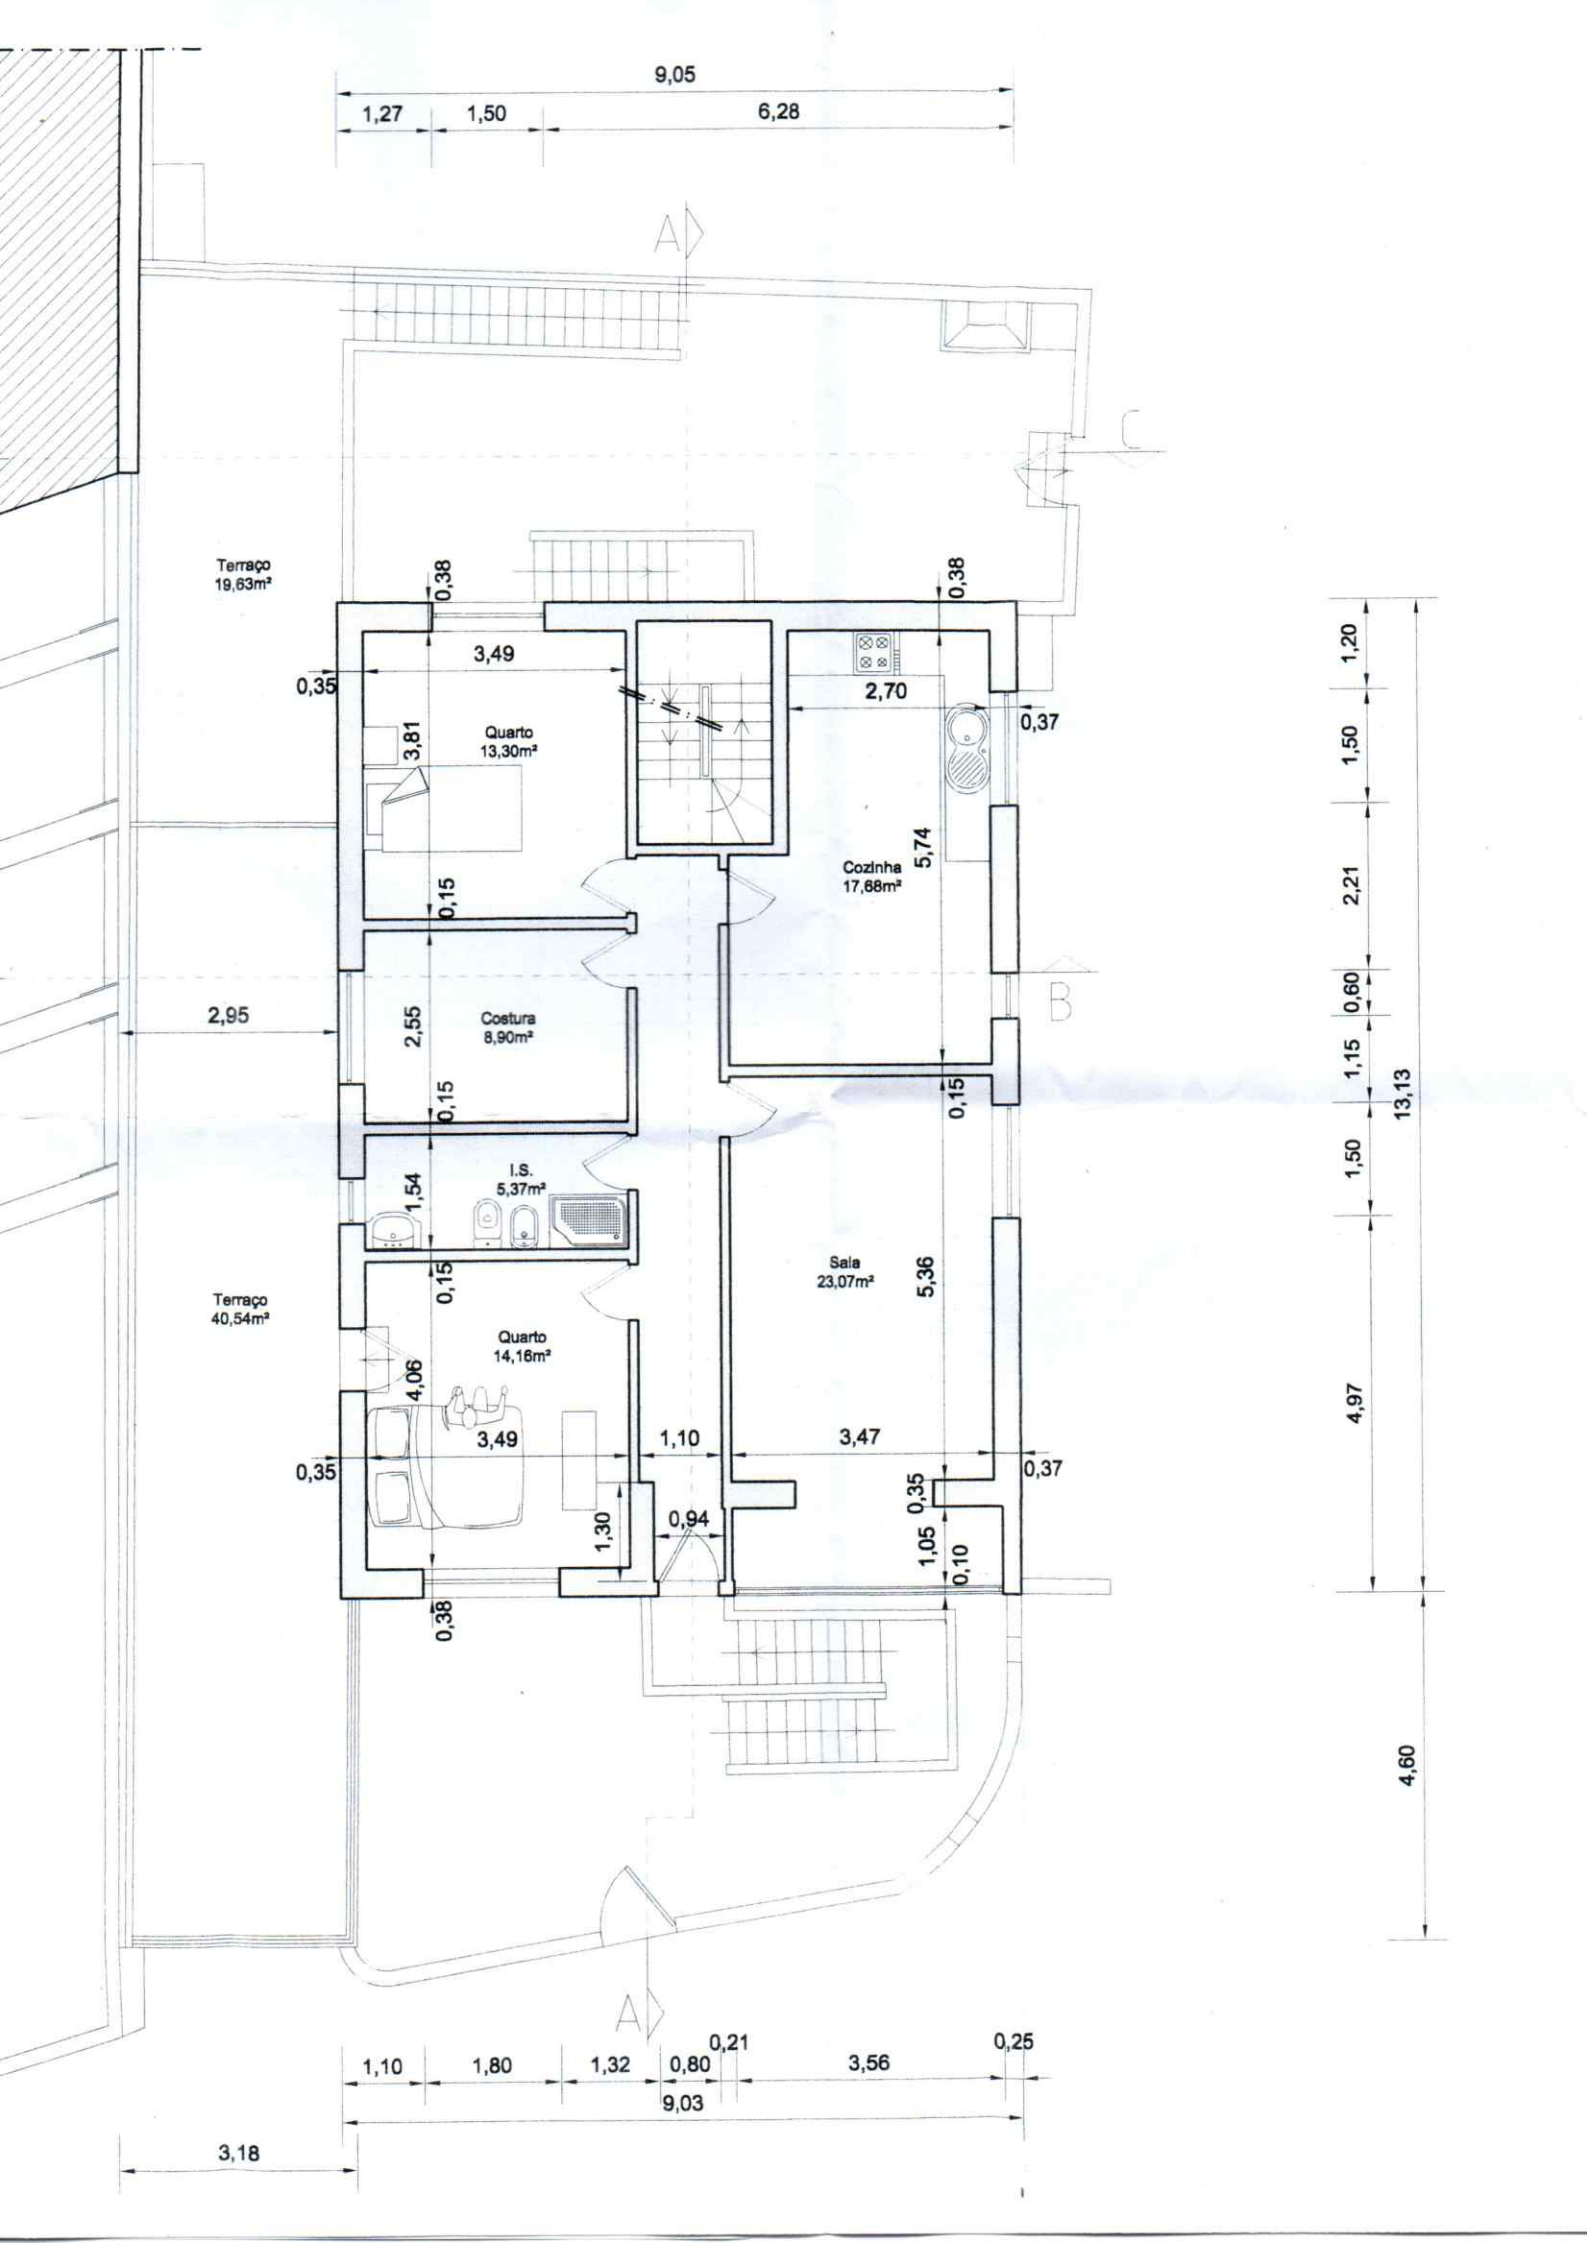 9,05
1,27 1,50 6,28
A
C
Terraço
19,63m²
0,38
0,38
1,20
3,49
0,35
2,70
0,37
Quarto
13,30m²
3,81
1,50
5,74
Cozinha
17,68m²
2,21
0,15
B
0,60
2,95
2,55
Costura
8,90m²
1,15
13,13
0,15
0,15
I.S.
5,37m²
1,54
1,50
0,15
Sala
23,07m²
5,36
Terraço
40,54m²
Quarto
14,16m²
4,06
4,97
3,49
1,10
3,47
0,35
0,37
0,35
1,30
0,94
1,05
0,10
0,38
4,60
A
0,21
0,25
1,10 1,80 1,32 0,80 3,56
9,03
3,18